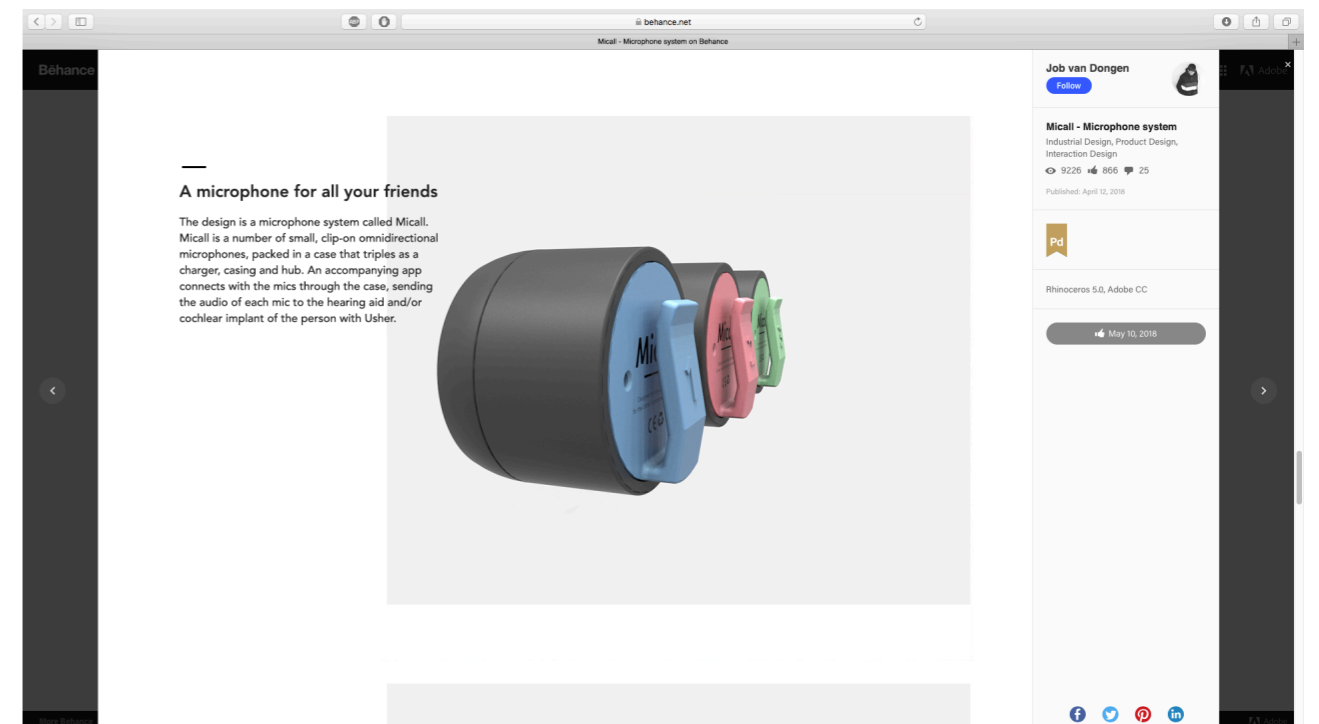 behance.net
Micall - Microphone system on Behance
Bēhance
Adobe
A microphone for all your friends
The design is a microphone system called Micall.
Micall is a number of small, clip-on omnidirectional
microphones, packed in a case that triples as a
charger, casing and hub. An accompanying app
connects with the mics through the case, sending
the audio of each mic to the hearing aid and/or
cochlear implant of the person with Usher.
Job van Dongen
Follow
Micall - Microphone system
Industrial Design, Product Design,
Interaction Design
9226 866 25
Published: April 12, 2018
Pd
Rhinoceros 5.0, Adobe CC
May 10, 2018
More Behance
Adobe